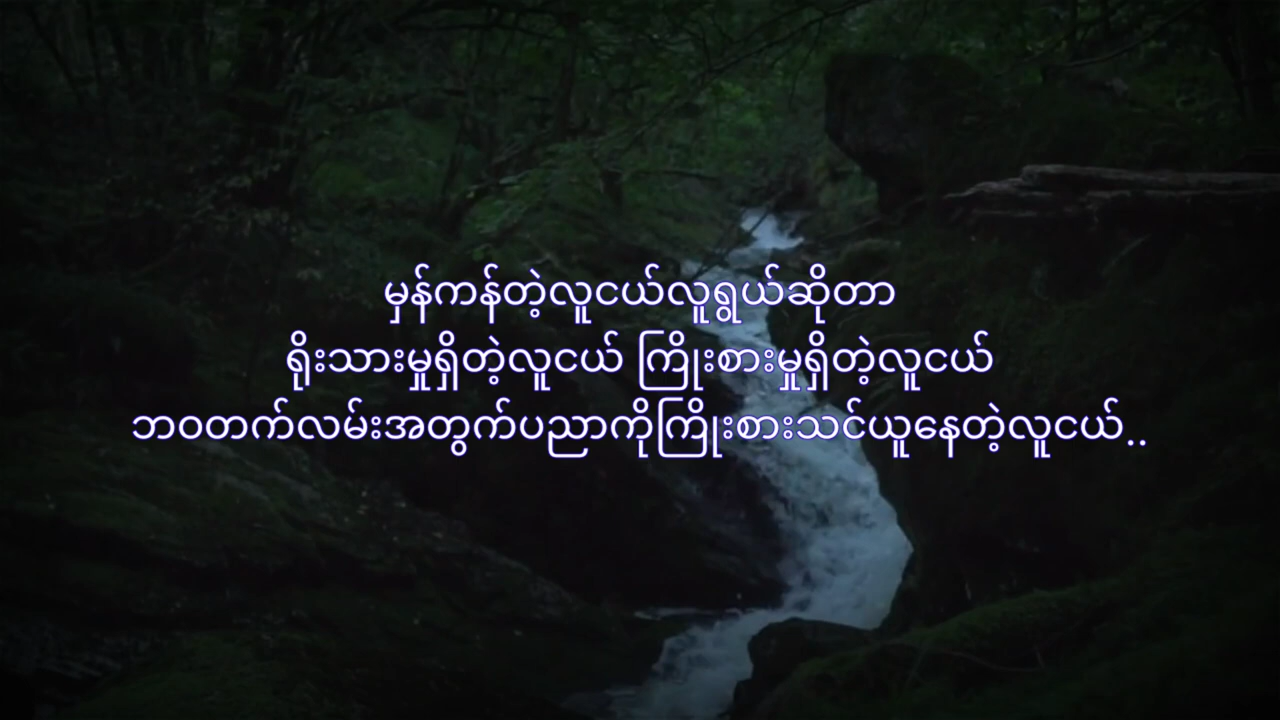 မှန်ကန်တဲ့လူငယ်လူရွယ်ဆိုတာ
ရိုးသားမှုရှိတဲ့လူငယ် ကြိုးစားမှုရှိတဲ့လူငယ်
ဘဝတက်လမ်းအတွက်ပညာကိုကြိုးစားသင်ယူနေတဲ့လူငယ်..